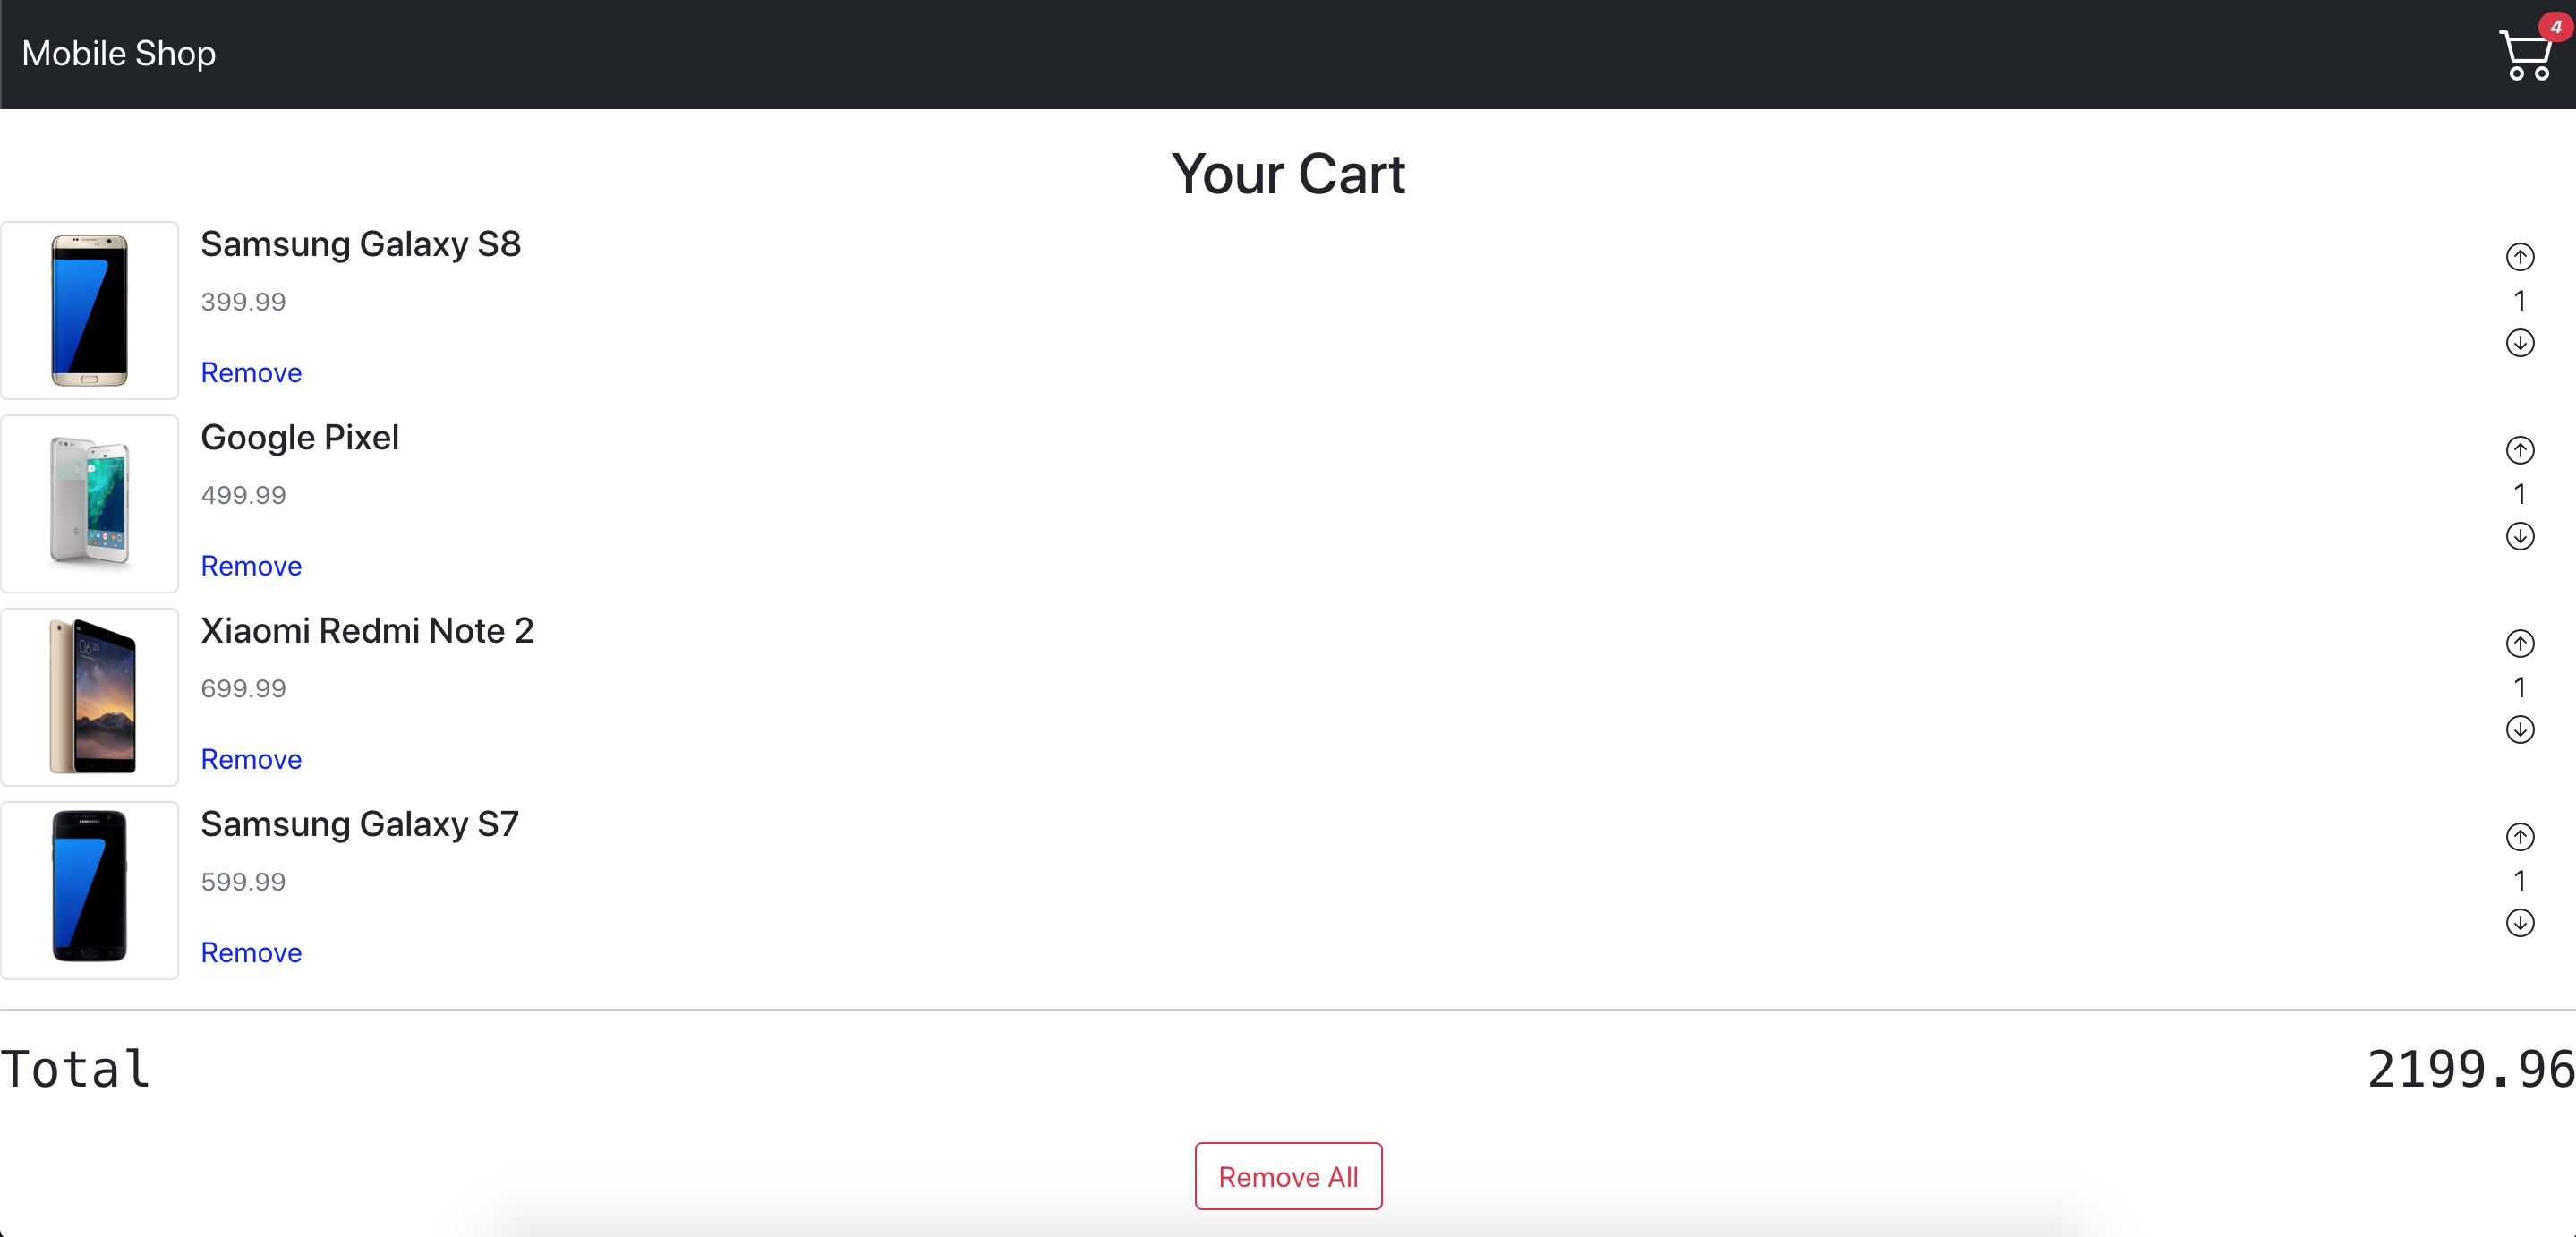 Mobile Shop
4
Your Cart
Samsung Galaxy S8
399.99
1
Remove
Google Pixel
499.99
1
Remove
Xiaomi Redmi Note 2
699.99
1
Remove
Samsung Galaxy S7
599.99
1
Remove
Total 2199.96
Remove All